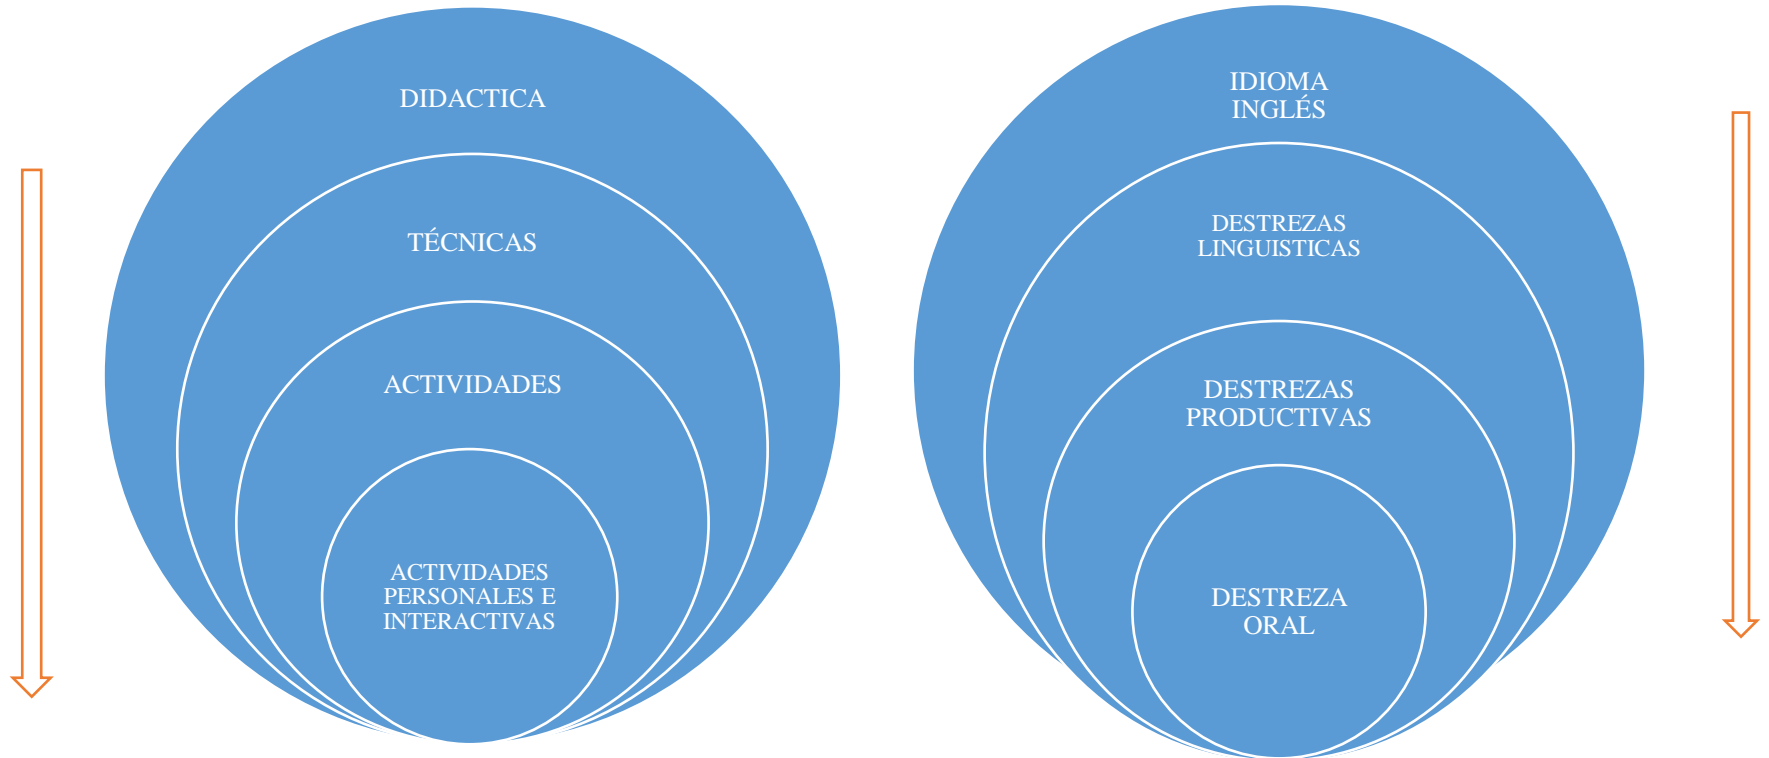 DIDACTICA
TÉCNICAS
ACTIVIDADES
ACTIVIDADES
PERSONALES E
INTERACTIVAS
IDIOMA
INGLÉS
DESTREZAS
LINGUISTICAS
DESTREZAS
PRODUCTIVAS
DESTREZA
ORAL